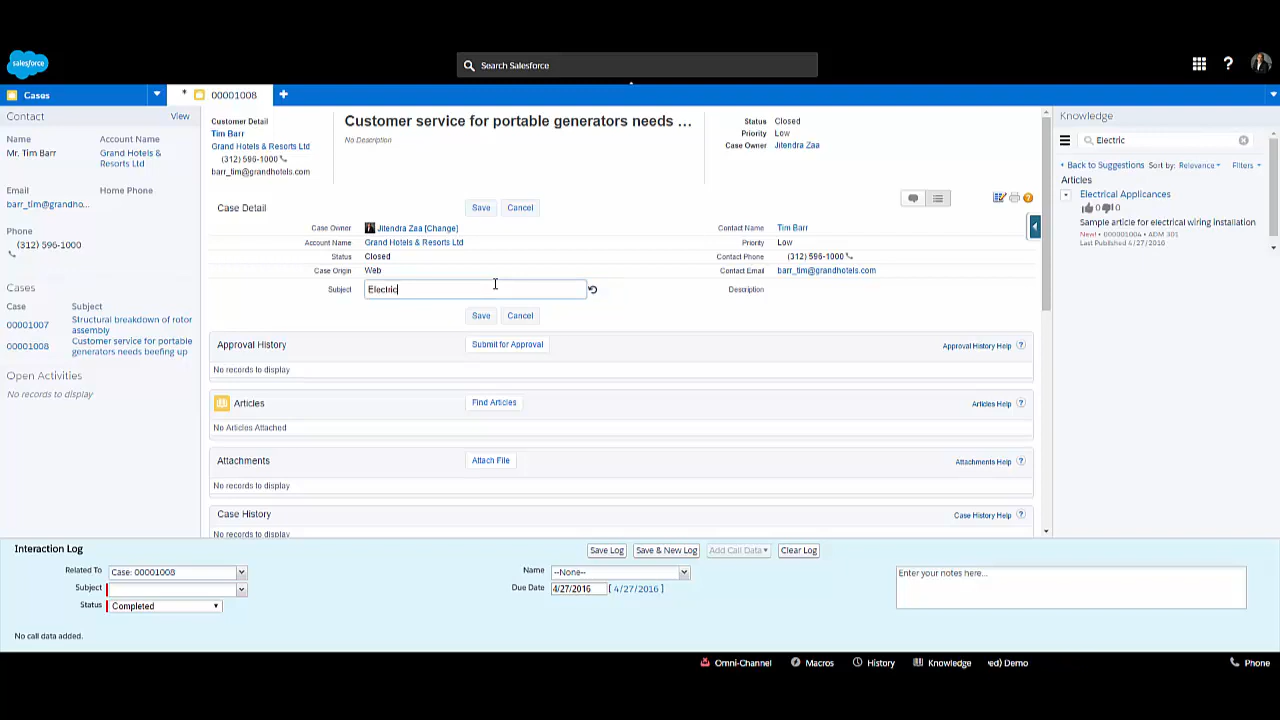 salesforce
Search Salesforce
Cases
* 00001008
Contact
View
Name
Account Name
Mr. Tim Barr
Grand Hotels &
Resorts Ltd
Email
Home Phone
barr_tim@grandho...
Phone
(312) 596-1000
Cases
Case
Subject
00001007
Structural breakdown of rotor
assembly
00001008
Customer service for portable
generators needs beefing up
Open Activities
No records to display
Customer Detail
Tim Barr
Grand Hotels & Resorts Ltd
(312) 596-1000
barr_tim@grandhotels.com
Customer service for portable generators needs ...
No Description
Status Closed
Priority Low
Case Owner Jitendra Zaa
Case Detail
Save
Cancel
Case Owner Jitendra Zaa [Change]
Contact Name Tim Barr
Account Name Grand Hotels & Resorts Ltd
Priority Low
Status Closed
Contact Phone (312) 596-1000
Case Origin Web
Contact Email barr_tim@grandhotels.com
Subject Electric
Description
Save
Cancel
Approval History
Submit for Approval
Approval History Help
No records to display
Articles
Find Articles
Articles Help
No Articles Attached
Attachments
Attach File
Attachments Help
No records to display
Case History
Case History Help
No records to display
Knowledge
Electric
Back to Suggestions
Sort by: Relevance
Filters
Articles
Electrical Applicances
0 0
Sample article for electrical wiring installation
New! • 000001004 • ADM 301
Last Published 4/27/2016
Interaction Log
Save Log
Save & New Log
Add Call Data
Clear Log
Related To Case: 00001008
Subject
Status Completed
Name --None--
Due Date 4/27/2016 [ 4/27/2016 ]
Enter your notes here...
No call data added.
Omni-Channel
Macros
History
Knowledge
ed) Demo
Phone